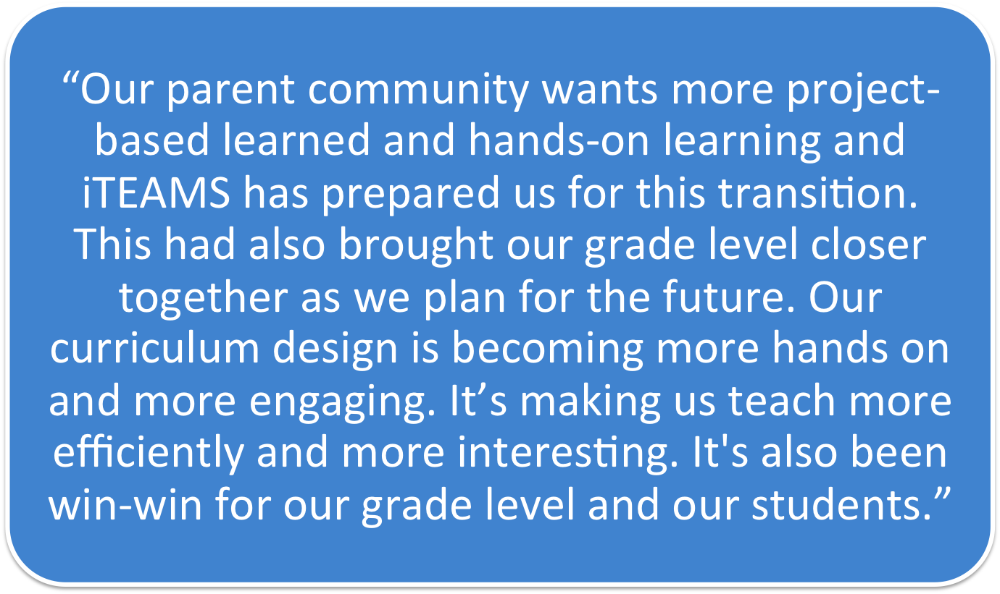 “Our parent community wants more project-
based learned and hands-on learning and
iTEAMS has prepared us for this transition.
This had also brought our grade level closer
together as we plan for the future. Our
curriculum design is becoming more hands on
and more engaging. It’s making us teach more
efficiently and more interesting. It's also been
win-win for our grade level and our students.”